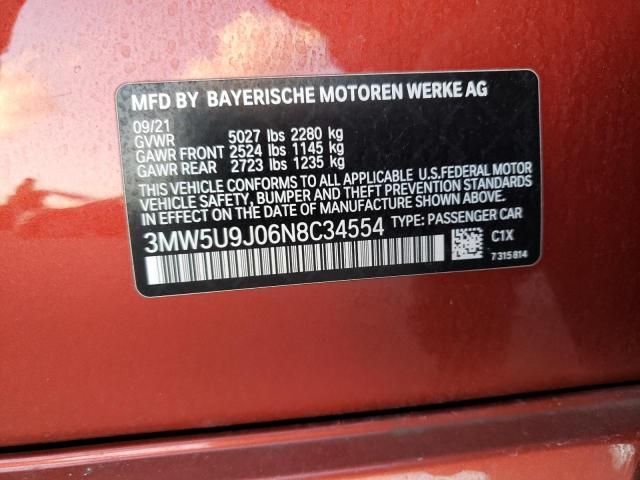 MFD BY BAYERISCHE MOTOREN WERKE AG
09/21
GVWR 5027 lbs 2280 kg
GAWR FRONT 2524 lbs 1145 kg
GAWR REAR 2723 lbs 1235 kg
THIS VEHICLE CONFORMS TO ALL APPLICABLE U.S.FEDERAL MOTOR
VEHICLE SAFETY, BUMPER, AND THEFT PREVENTION STANDARDS
IN EFFECT ON THE DATE OF MANUFACTURE SHOWN ABOVE.
3MW5U9J06N8C34554 TYPE: PASSENGER CAR
C1X
7315814